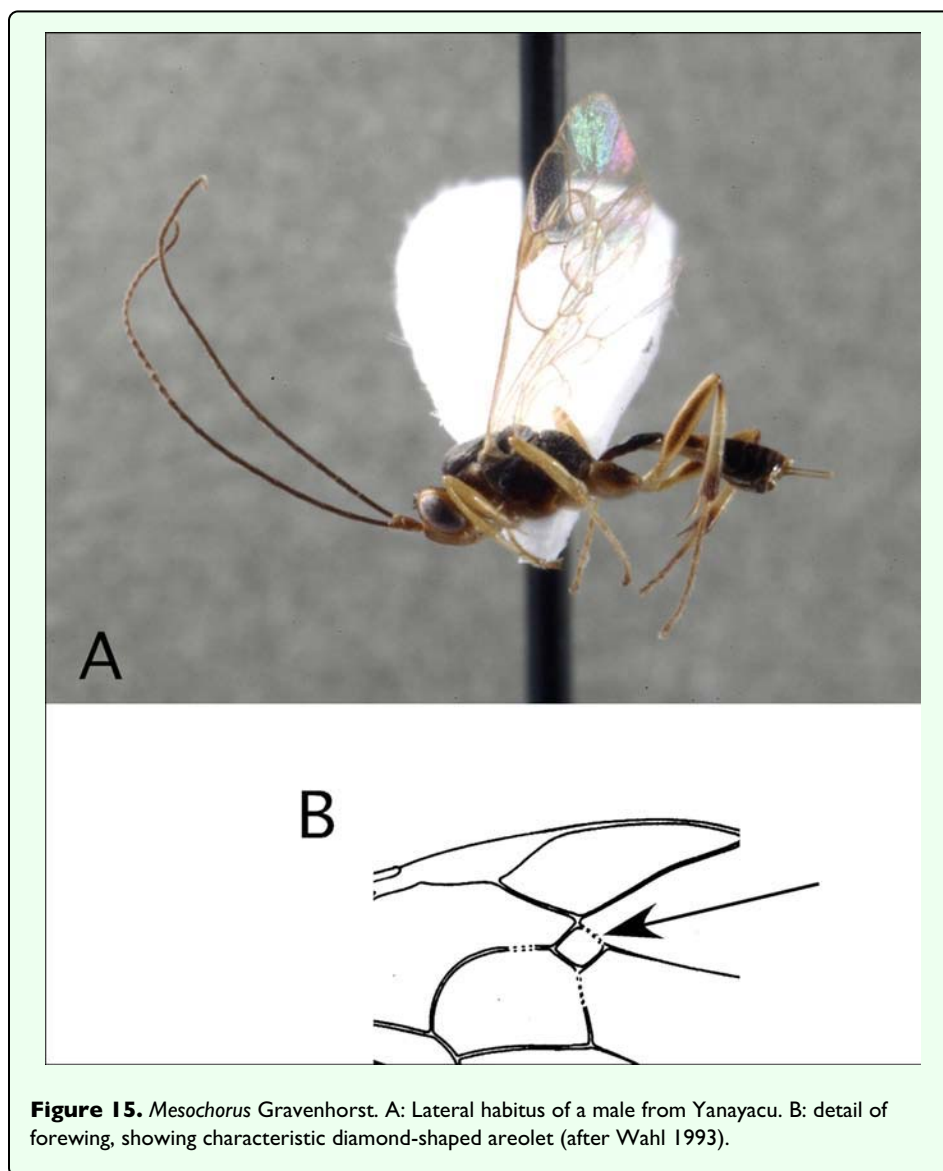 A
B
Figure 15. Mesochorus Gravenhorst. A: Lateral habitus of a male from Yanayacu. B: detail of
forewing, showing characteristic diamond-shaped areolet (after Wahl 1993).